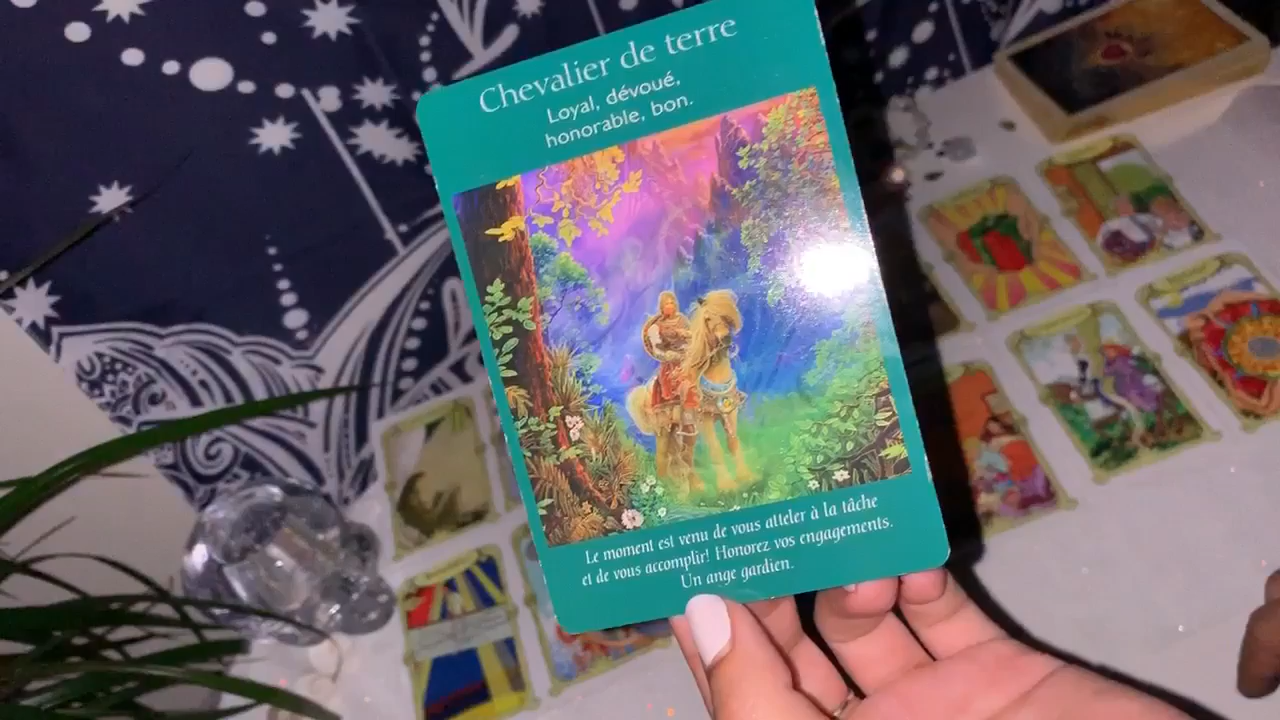 Chevalier de terre
Loyal, dévoué,
honorable, bon.
Le moment est venu de vous atteler à la tâche
et de vous accomplir! Honorez vos engagements.
Un ange gardien.